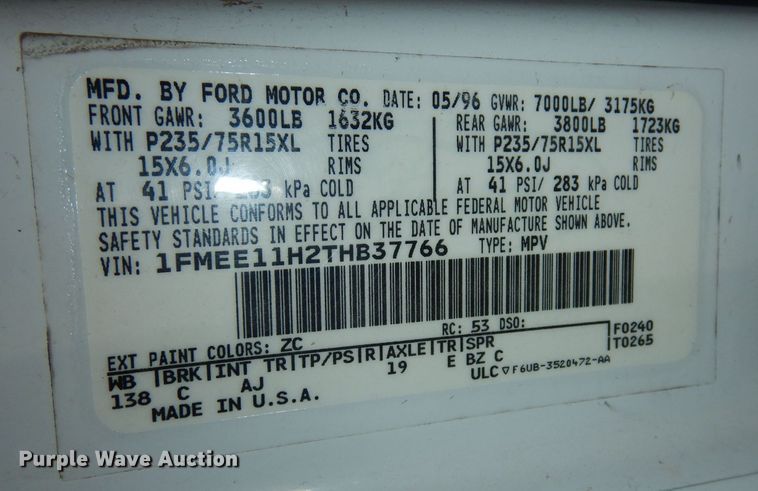 MFD. BY FORD MOTOR CO. DATE: 05/96 GVWR: 7000LB/ 3175KG
FRONT GAWR: 3600LB 1632KG REAR GAWR: 3800LB 1723KG
WITH P235/75R15XL TIRES WITH P235/75R15XL TIRES
15X6.0J RIMS 15X6.0J RIMS
AT 41 PSI/ 283 kPa COLD AT 41 PSI/ 283 kPa COLD
THIS VEHICLE CONFORMS TO ALL APPLICABLE FEDERAL MOTOR VEHICLE
SAFETY STANDARDS IN EFFECT ON THE DATE OF MANUFACTURE SHOWN ABOVE.
VIN: 1FMEE11H2THB37766 TYPE: MPV
EXT PAINT COLORS: ZC RC: 53 DSO: F0240
WB BRK INT TR TP/PS R AXLE TR SPR T0265
138 C AJ 19 E BZ C
MADE IN U.S.A. ULC ▽F6UB-3520472-AA
Purple Wave Auction